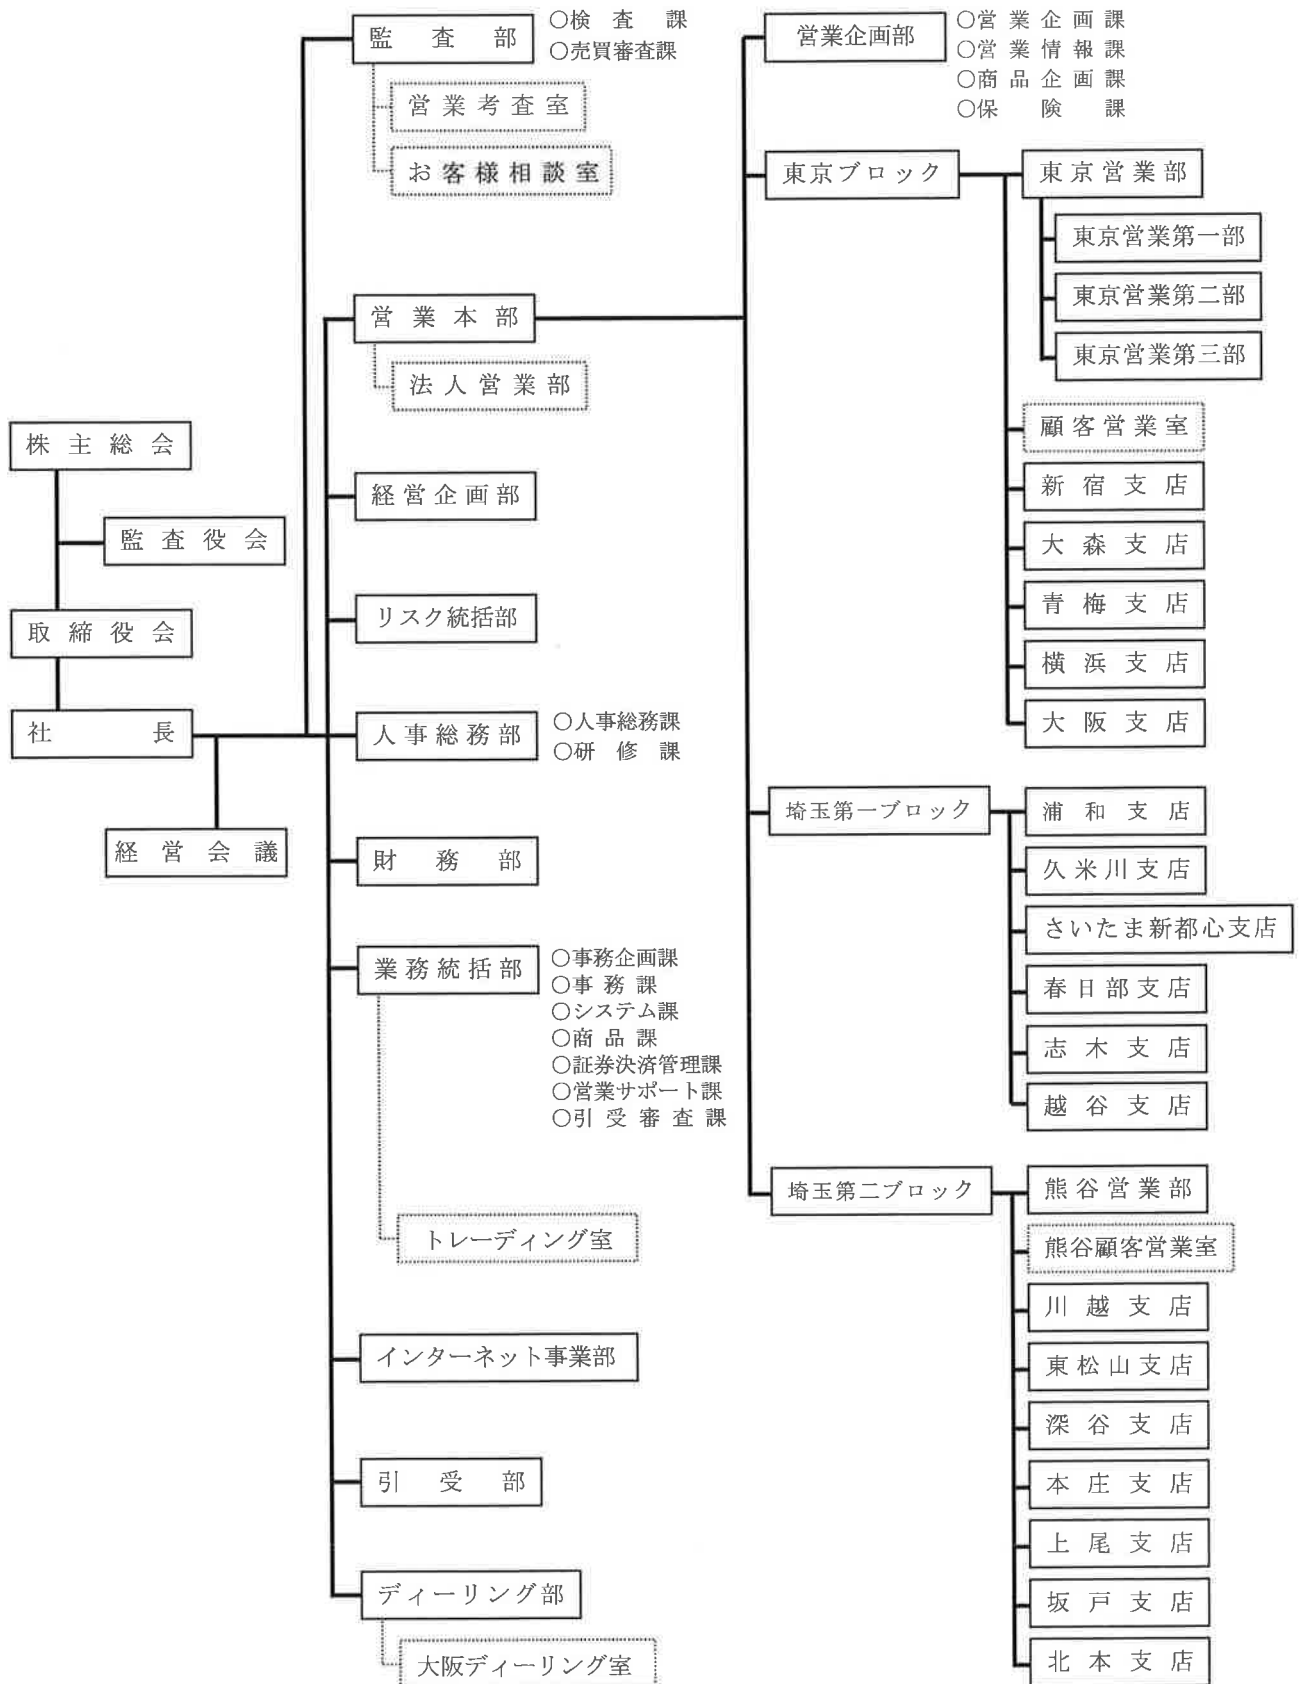 株主総会
監査役会
取締役会
社長
経営会議
監査部
○検査課
○売買審査課
営業考査室
お客様相談室
営業本部
法人営業部
経営企画部
リスク統括部
人事総務部
○人事総務課
○研修課
財務部
業務統括部
○事務企画課
○事務課
○システム課
○商品課
○証券決済管理課
○営業サポート課
○引受審査課
トレーディング室
インターネット事業部
引受部
ディーリング部
大阪ディーリング室
営業企画部
○営業企画課
○営業情報課
○商品企画課
○保険課
東京ブロック
東京営業部
東京営業第一部
東京営業第二部
東京営業第三部
顧客営業室
新宿支店
大森支店
青梅支店
横浜支店
大阪支店
埼玉第一ブロック
浦和支店
久米川支店
さいたま新都心支店
春日部支店
志木支店
越谷支店
埼玉第二ブロック
熊谷営業部
熊谷顧客営業室
川越支店
東松山支店
深谷支店
本庄支店
上尾支店
坂戸支店
北本支店